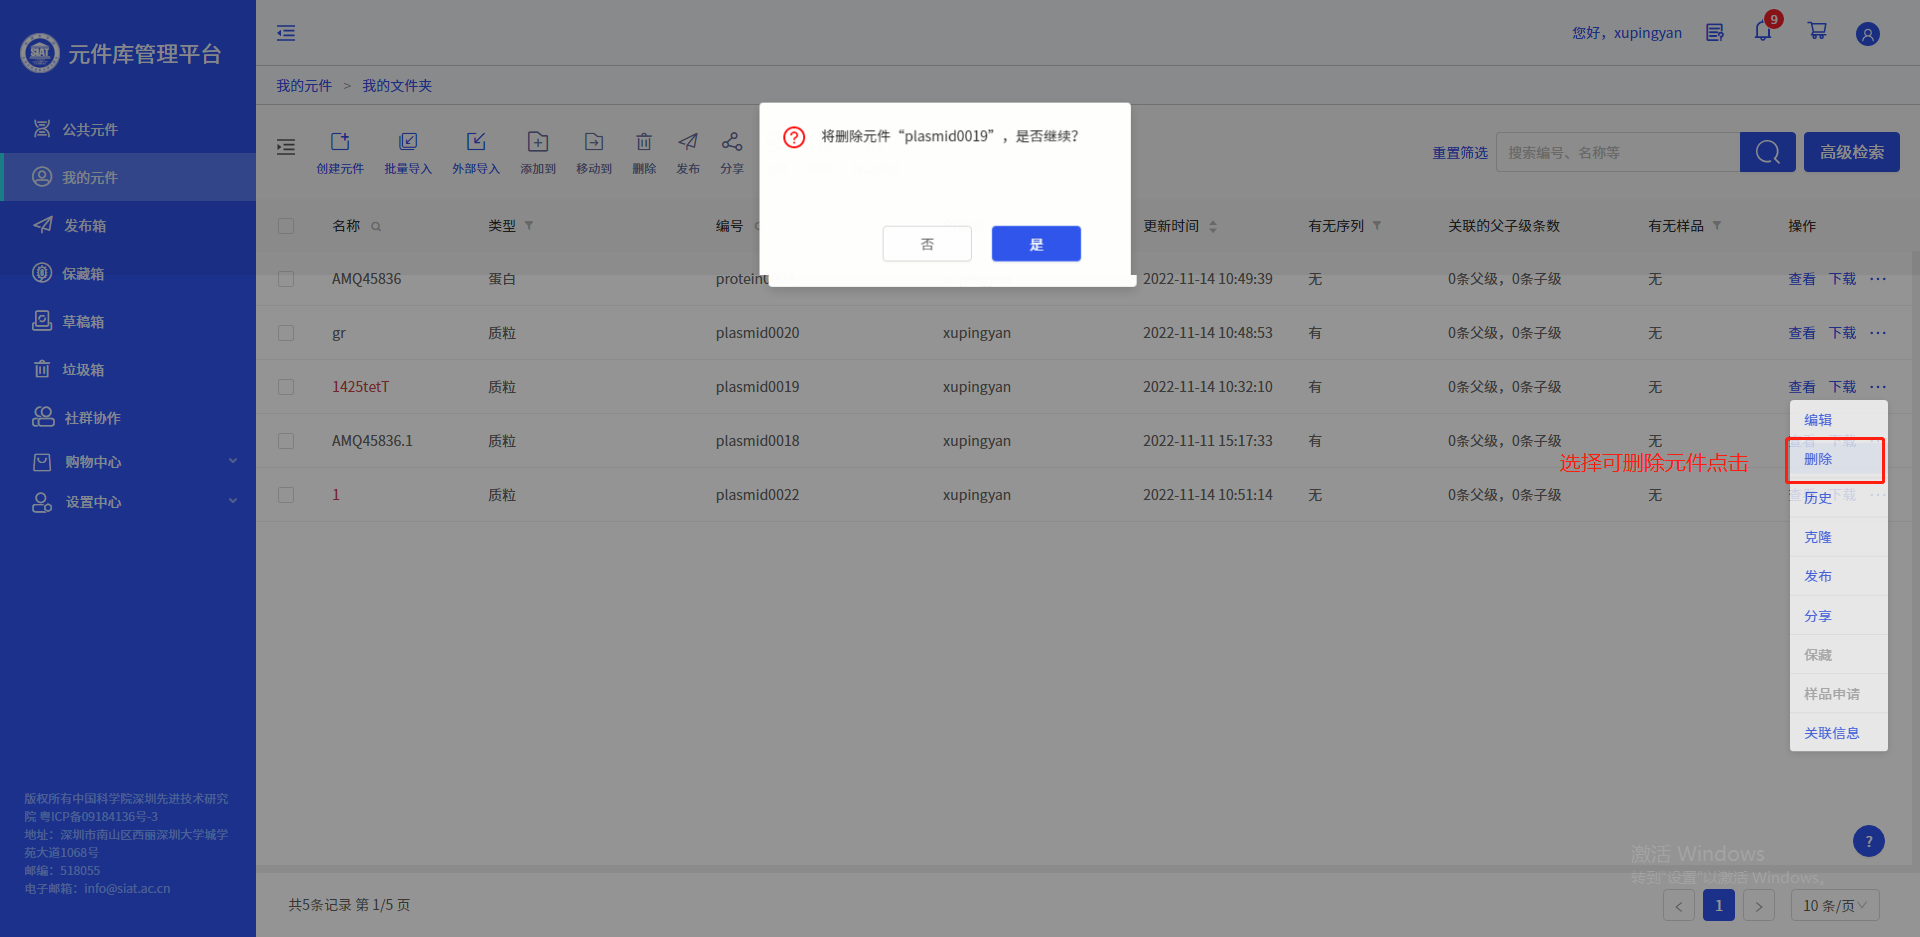 元件库管理平台
公共元件
我的元件
发布箱
保藏箱
草稿箱
垃圾箱
社群协作
购物中心
设置中心
版权所有中国科学院深圳先进技术研究
院 粤ICP备09184136号-3
地址：深圳市南山区西丽深圳大学城学
苑大道1068号
邮编：518055
电子邮箱：info@siat.ac.cn
您好，xupingyan
9
我的元件 > 我的文件夹
创建元件 批量导入 外部导入 添加到 移动到 删除 发布 分享
重置筛选 搜索编号、名称等 高级检索
将删除元件“plasmid0019”，是否继续?
否 是
名称 类型 编号 更新时间 有无序列 关联的父子级条数 有无样品 操作
AMQ45836 蛋白 protein 2022-11-14 10:49:39 无 0条父级，0条子级 无 查看 下载 ···
gr 质粒 plasmid0020 xupingyan 2022-11-14 10:48:53 有 0条父级，0条子级 无 查看 下载 ···
1425tetT 质粒 plasmid0019 xupingyan 2022-11-14 10:32:10 有 0条父级，0条子级 无 查看 下载 ···
AMQ45836.1 质粒 plasmid0018 xupingyan 2022-11-11 15:17:33 有 0条父级，0条子级 无 查看 下载
1 质粒 plasmid0022 xupingyan 2022-11-14 10:51:14 无 0条父级，0条子级 无 查看 下载 ···
编辑
删除
历史
克隆
发布
分享
保藏
样品申请
关联信息
选择可删除元件点击
?
激活 Windows
转到"设置"以激活 Windows。
共5条记录 第 1/5 页
< 1 > 10 条/页
SIAT